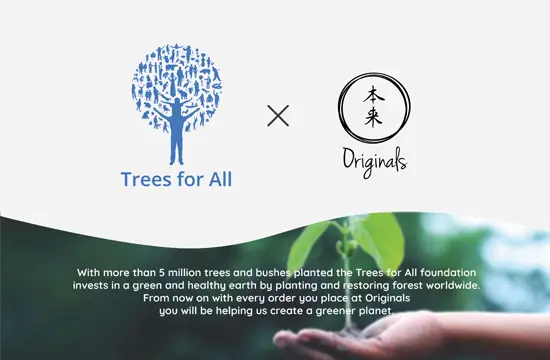 Trees for All
本
来
Originals
With more than 5 million trees and bushes planted the Trees for All foundation
invests in a green and healthy earth by planting and restoring forest worldwide.
From now on with every order you place at Originals
you will be helping us create a greener planet.